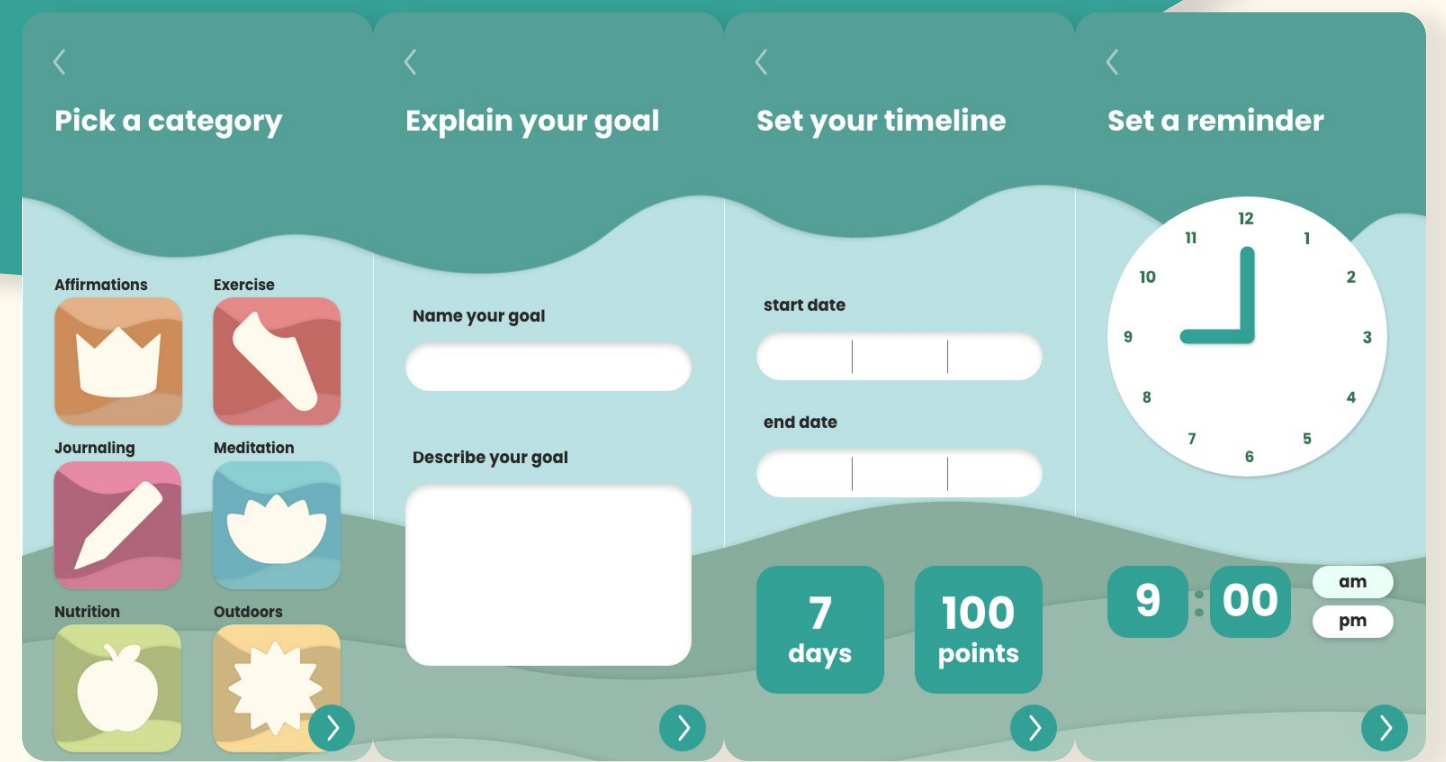 Pick a category
Affirmations
Exercise
Journaling
Meditation
Nutrition
Outdoors
Explain your goal
Name your goal
Describe your goal
Set your timeline
start date
end date
7
days
100
points
Set a reminder
12
11
1
10
2
9
3
8
4
7
5
6
9 : 00
am
pm